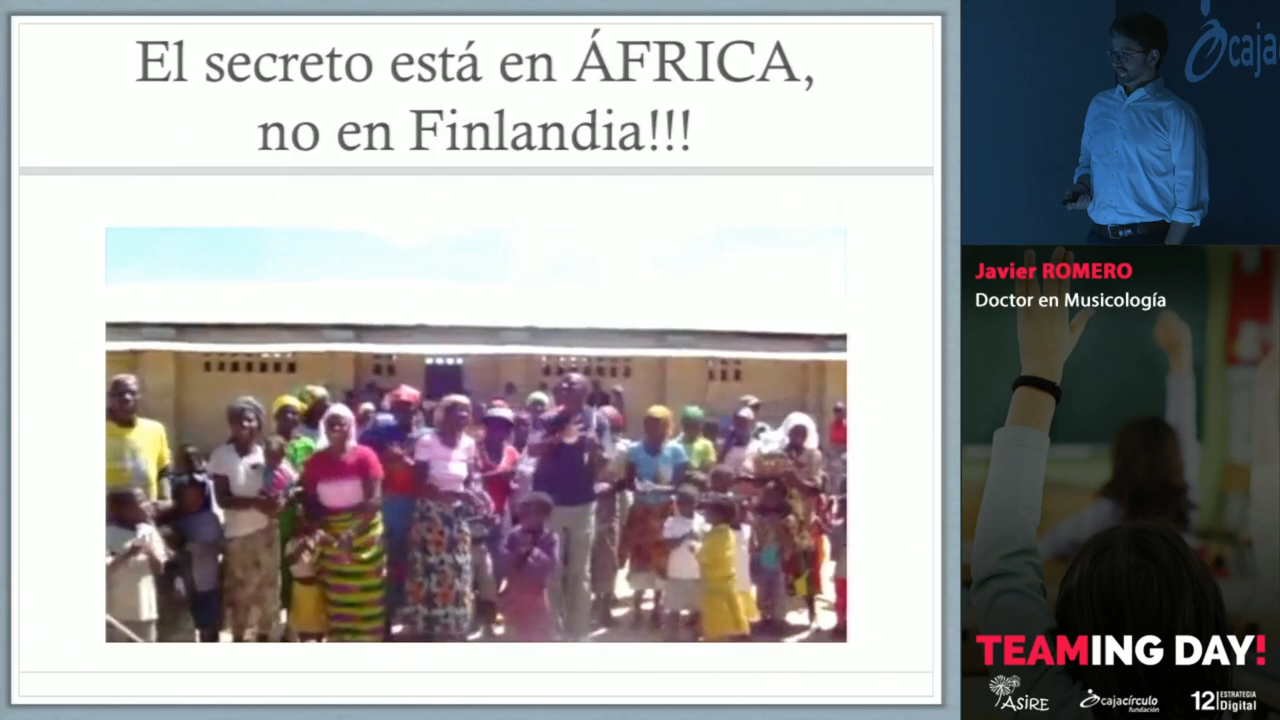 El secreto está en ÁFRICA,
no en Finlandia!!!
caja
Javier ROMERO
Doctor en Musicología
TEAMING DAY!
ASiRE
cajacírculo
fundación
12 ESTRATEGIA
Digital